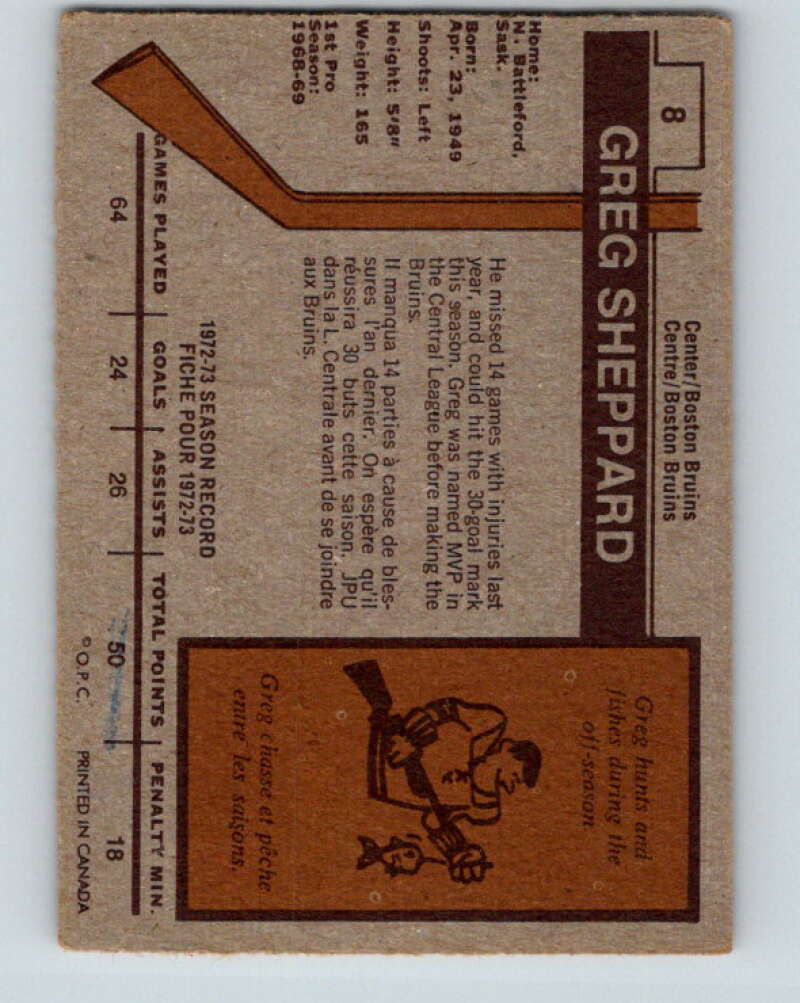 8
GREG SHEPPARD
Center/Boston Bruins
Centre/Boston Bruins
Home:
N. Battleford,
Sask.
Born:
Apr. 23, 1949
Shoots: Left
Height: 5'8"
Weight: 165
1st Pro
Season:
1968-69
He missed 14 games with injuries last
year, and could hit the 30-goal mark
this season. Greg was named MVP in
the Central League before making the
Bruins.
Il manqua 14 parties à cause de bles-
sures l'an dernier. On espère qu'il
réussira 30 buts cette saison. JPU
dans la L. Centrale avant de se joindre
aux Bruins.
Greg hunts and
fishes during the
off-season
Greg chasse et pêche
entre les saisons.
1972-73 SEASON RECORD
FICHE POUR 1972-73
GAMES PLAYED GOALS ASSISTS TOTAL POINTS PENALTY MIN.
64 24 26 50 18
© O.P.C. PRINTED IN CANADA